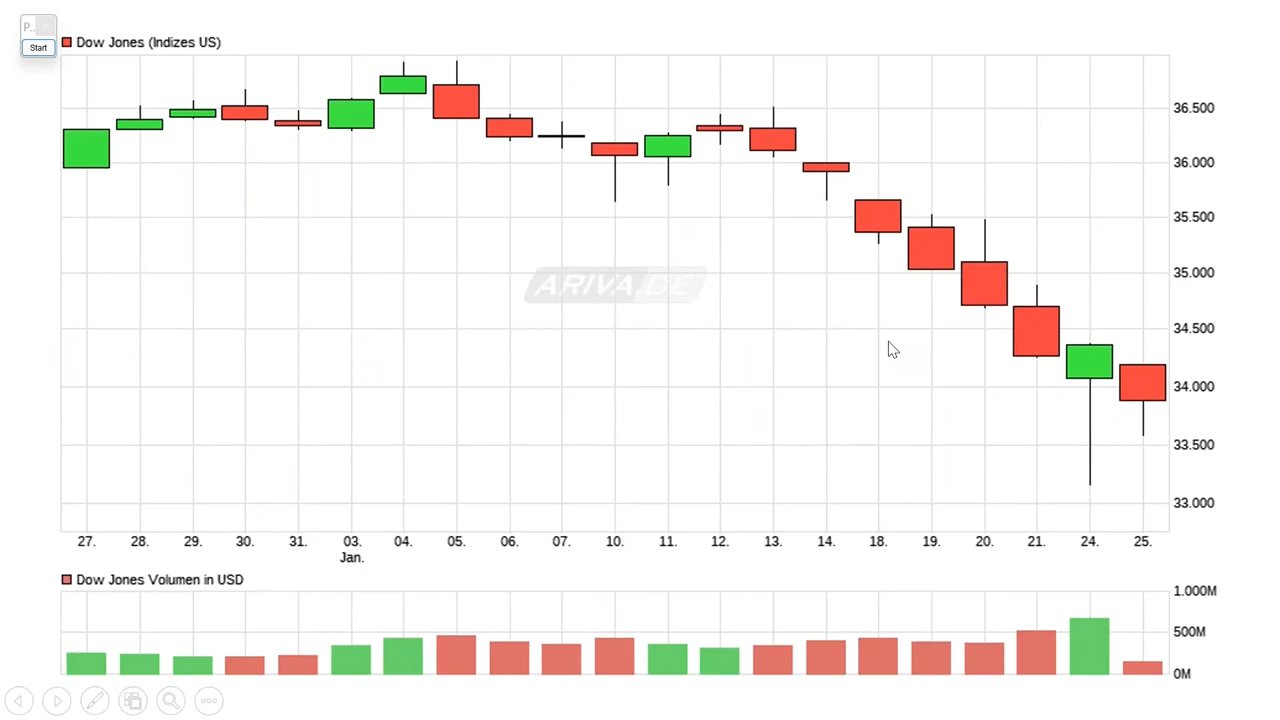 P..
Start
Dow Jones (Indizes US)
36.500
36.000
35.500
35.000
34.500
34.000
33.500
33.000
ARIVA.DE
27. 28. 29. 30. 31. 03. 04. 05. 06. 07. 10. 11. 12. 13. 14. 18. 19. 20. 21. 24. 25.
Jan.
Dow Jones Volumen in USD
1.000M
500M
0M